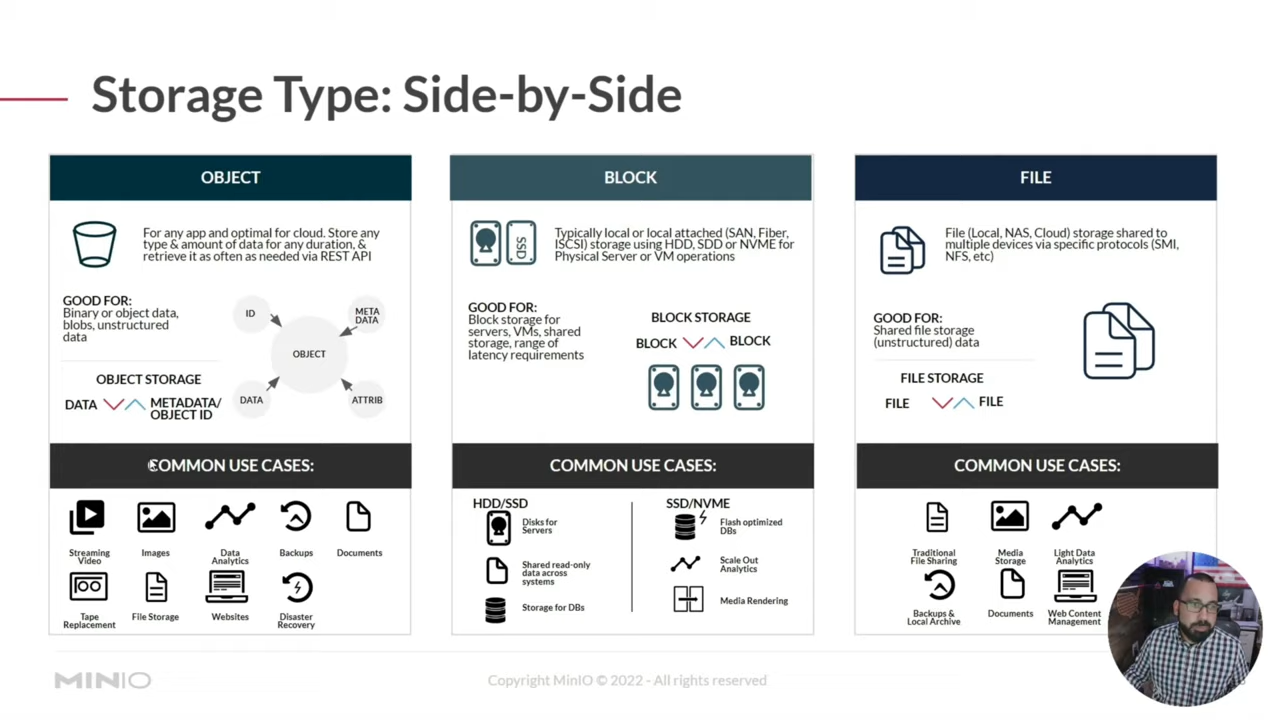 Storage Type: Side-by-Side
OBJECT
For any app and optimal for cloud. Store any
type & amount of data for any duration, &
retrieve it as often as needed via REST API
GOOD FOR:
Binary or object data,
blobs, unstructured
data
ID
META
DATA
OBJECT
DATA
ATTRIB
OBJECT STORAGE
DATA
METADATA/
OBJECT ID
COMMON USE CASES:
Streaming
Video
Images
Data
Analytics
Backups
Documents
Tape
Replacement
File Storage
Websites
Disaster
Recovery
BLOCK
SSD
Typically local or local attached (SAN, Fiber,
ISCSI) storage using HDD, SDD or NVME for
Physical Server or VM operations
GOOD FOR:
Block storage for
servers, VMs, shared
storage, range of
latency requirements
BLOCK STORAGE
BLOCK
BLOCK
COMMON USE CASES:
HDD/SSD
Disks for
Servers
Shared read-only
data across
systems
Storage for DBs
SSD/NVME
Flash optimized
DBs
Scale Out
Analytics
Media Rendering
FILE
File (Local, NAS, Cloud) storage shared to
multiple devices via specific protocols (SMI,
NFS, etc)
GOOD FOR:
Shared file storage
(unstructured) data
FILE STORAGE
FILE
FILE
COMMON USE CASES:
Traditional
File Sharing
Media
Storage
Light Data
Analytics
Backups &
Local Archive
Documents
Web Content
Management
MINIO
Copyright MinIO © 2022 - All rights reserved